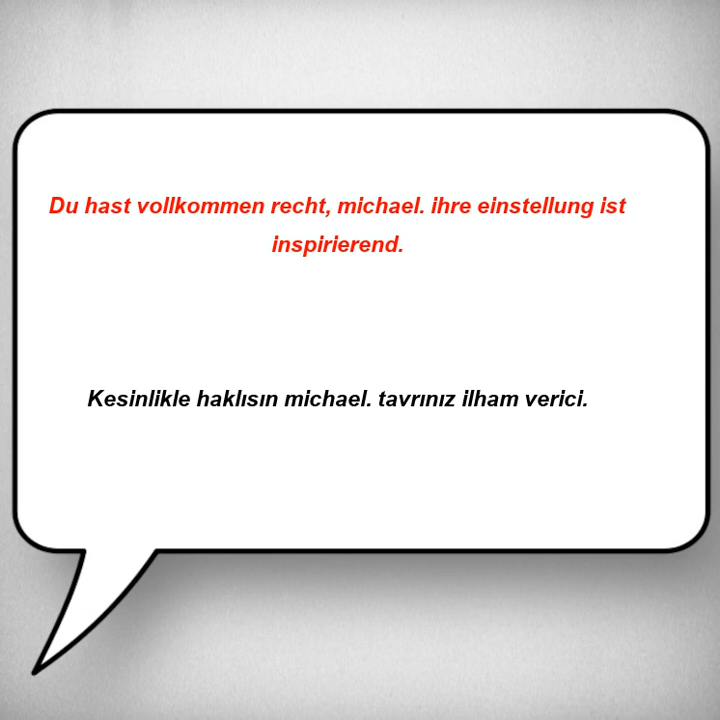 Du hast vollkommen recht, michael. ihre einstellung ist
inspirierend.
Kesinlikle haklısın michael. tavrınız ilham verici.